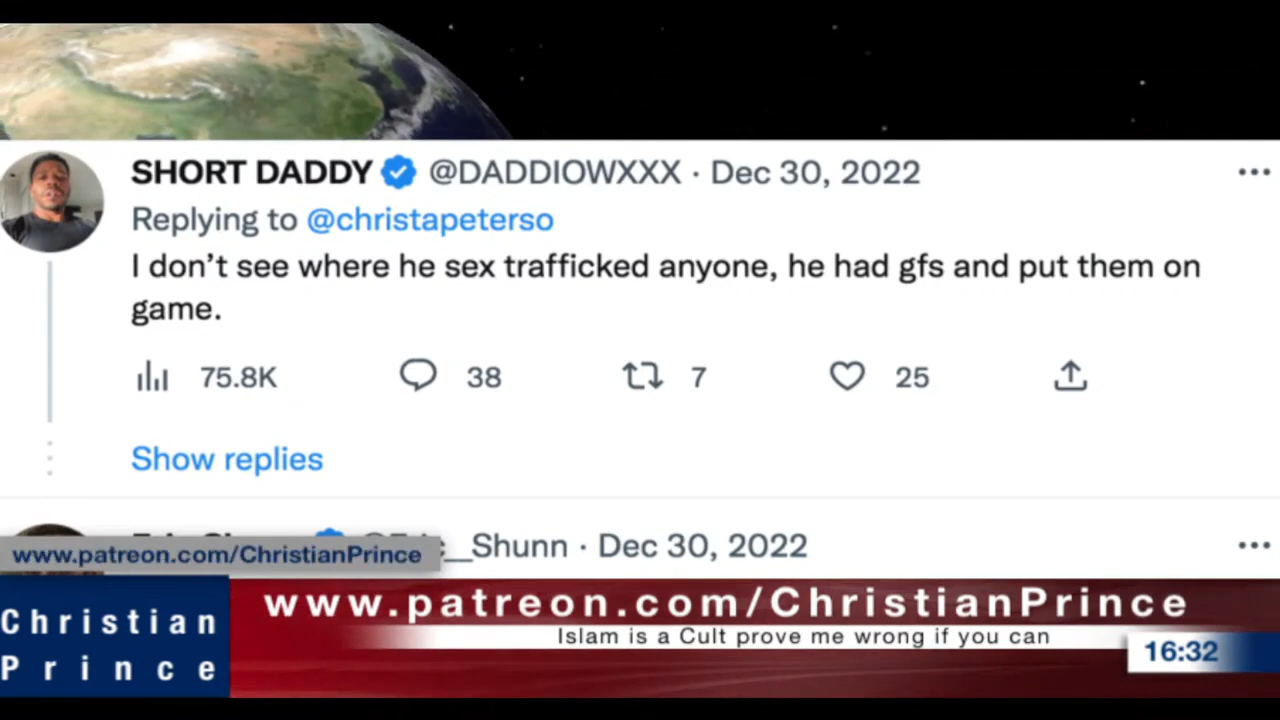 SHORT DADDY @DADDIOWXXX · Dec 30, 2022
Replying to @christapeterso
I don’t see where he sex trafficked anyone, he had gfs and put them on
game.
75.8K 38 7 25
Show replies
__Shunn · Dec 30, 2022
www.patreon.com/ChristianPrince
Christian
Prince
www.patreon.com/ChristianPrince
Islam is a Cult prove me wrong if you can
16:32